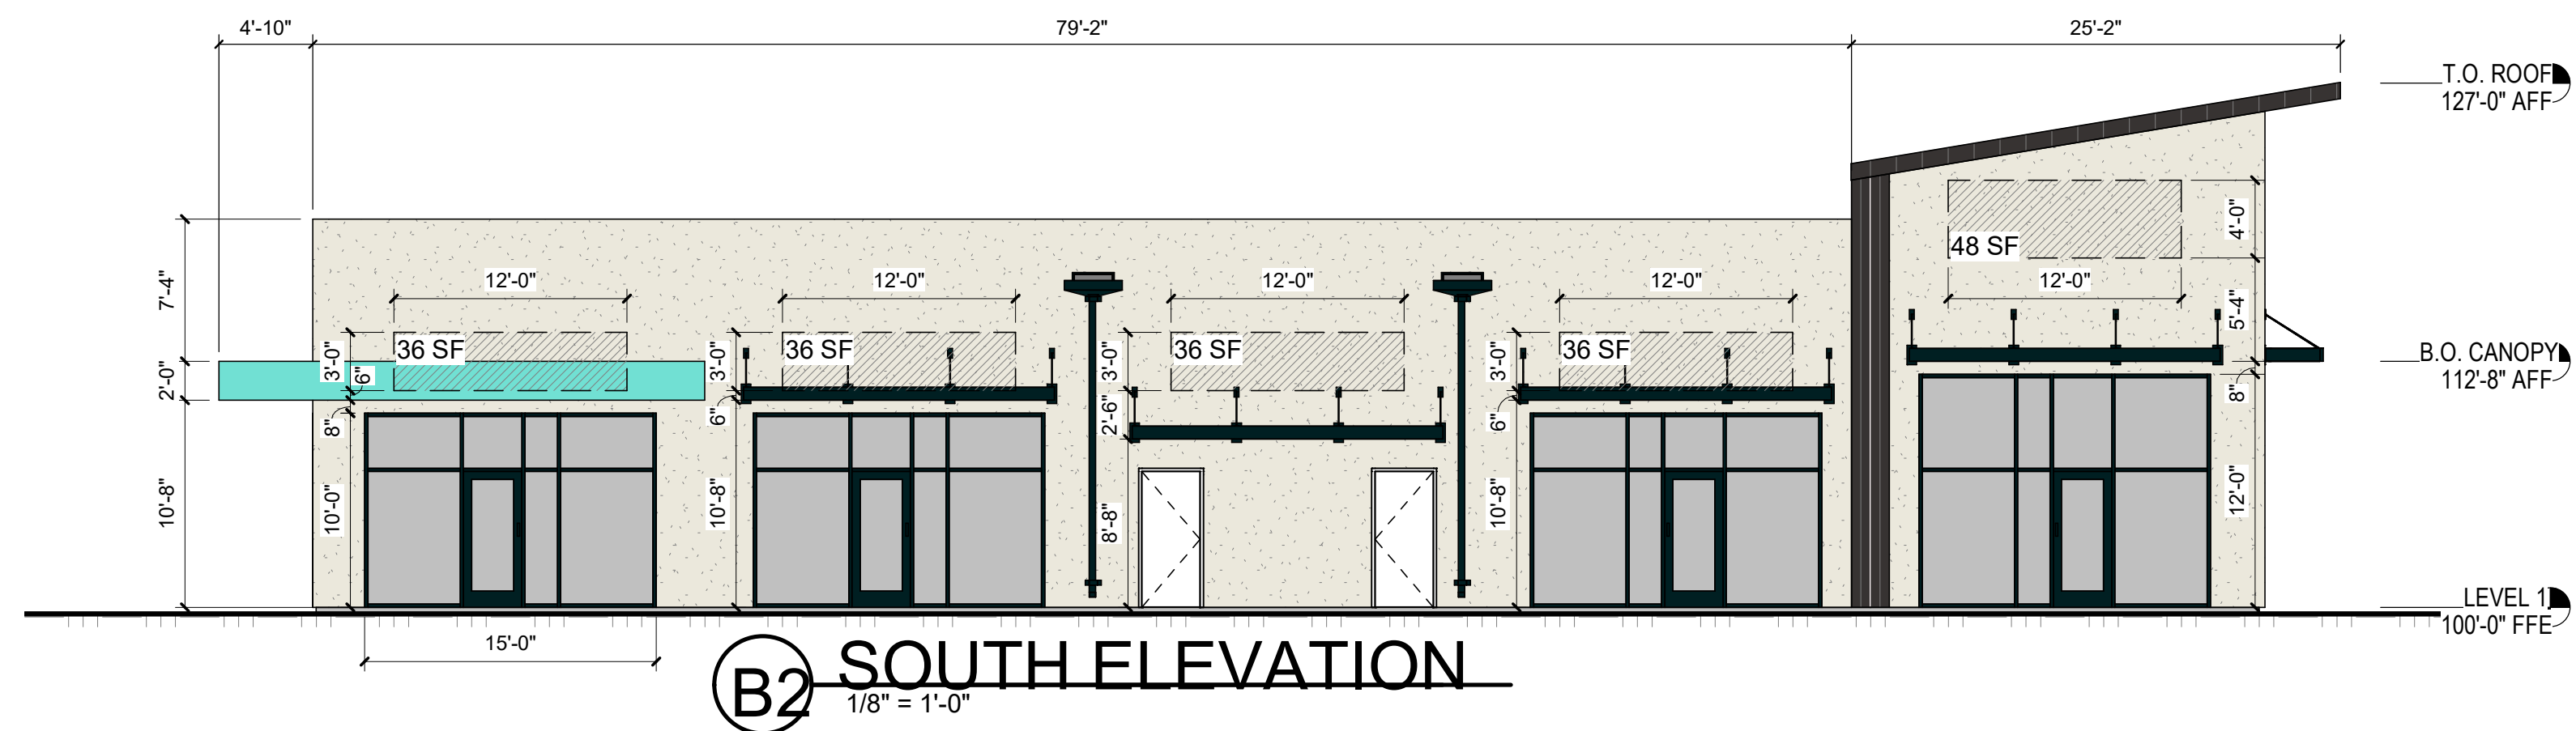 4'-10"
79'-2"
25'-2"
T.O. ROOF
127'-0" AFF
7'-4"
2'-0"
10'-8"
12'-0"
12'-0"
12'-0"
12'-0"
12'-0"
36 SF
36 SF
36 SF
36 SF
48 SF
3'-0"
6"
8"
10'-0"
3'-0"
6"
10'-8"
3'-0"
2'-6"
8'-8"
3'-0"
6"
10'-8"
4'-0"
5'-4"
8"
12'-0"
B.O. CANOPY
112'-8" AFF
LEVEL 1
100'-0" FFE
15'-0"
B2
SOUTH ELEVATION
1/8" = 1'-0"